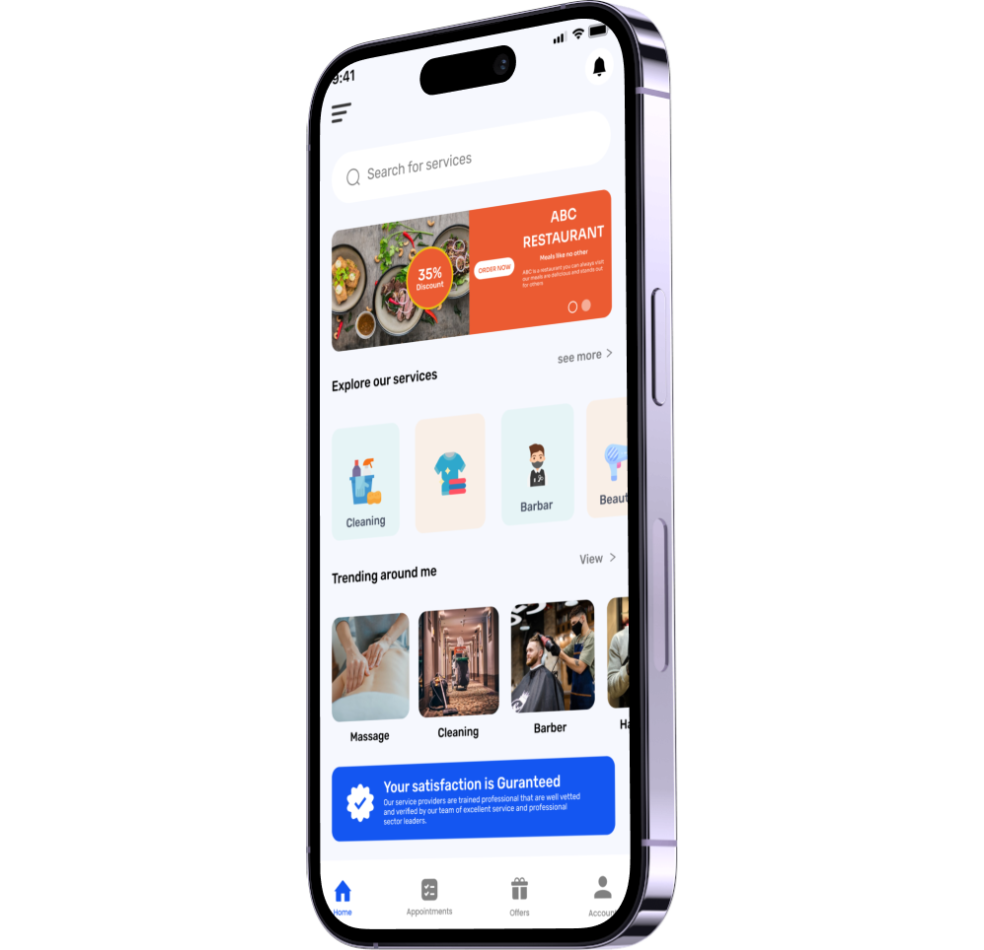 9:41
Search for services
ABC
RESTAURANT
Meals like no other
ABC is a restaurant you can always visit
our meals are delicious and stands out
for others
ORDER NOW
35%
Discount
Explore our services
see more >
Cleaning
Barbar
Beaut
Trending around me
View >
Massage
Cleaning
Barber
Ha
Your satisfaction is Guranteed
Our service providers are trained professional that are well vetted
and verified by our team of excellent service and professional
sector leaders.
Home
Appointments
Offers
Accoun